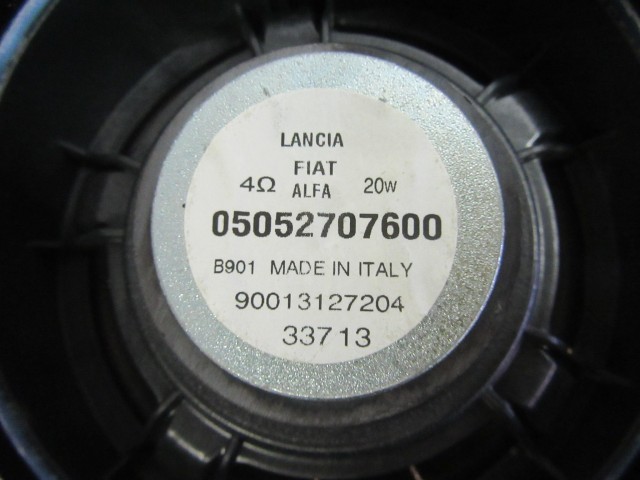 LANCIA
FIAT
4Ω ALFA 20W
05052707600
B901 MADE IN ITALY
90013127204
33713